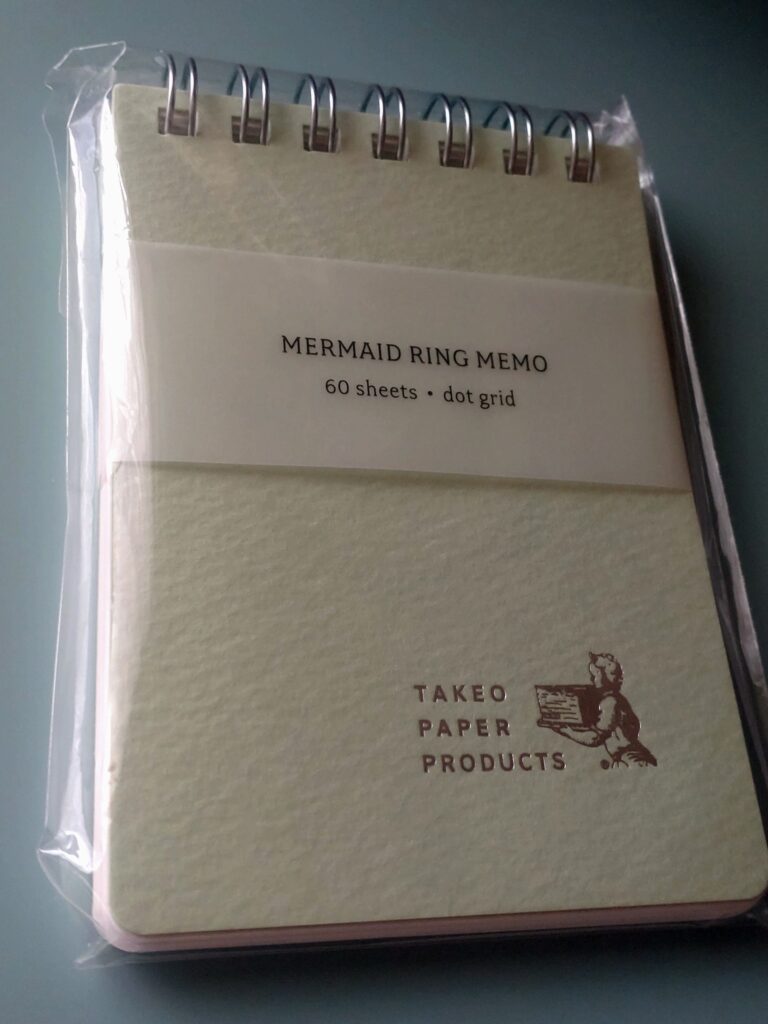 MERMAID RING MEMO
60 sheets • dot grid
TAKEO
PAPER
PRODUCTS